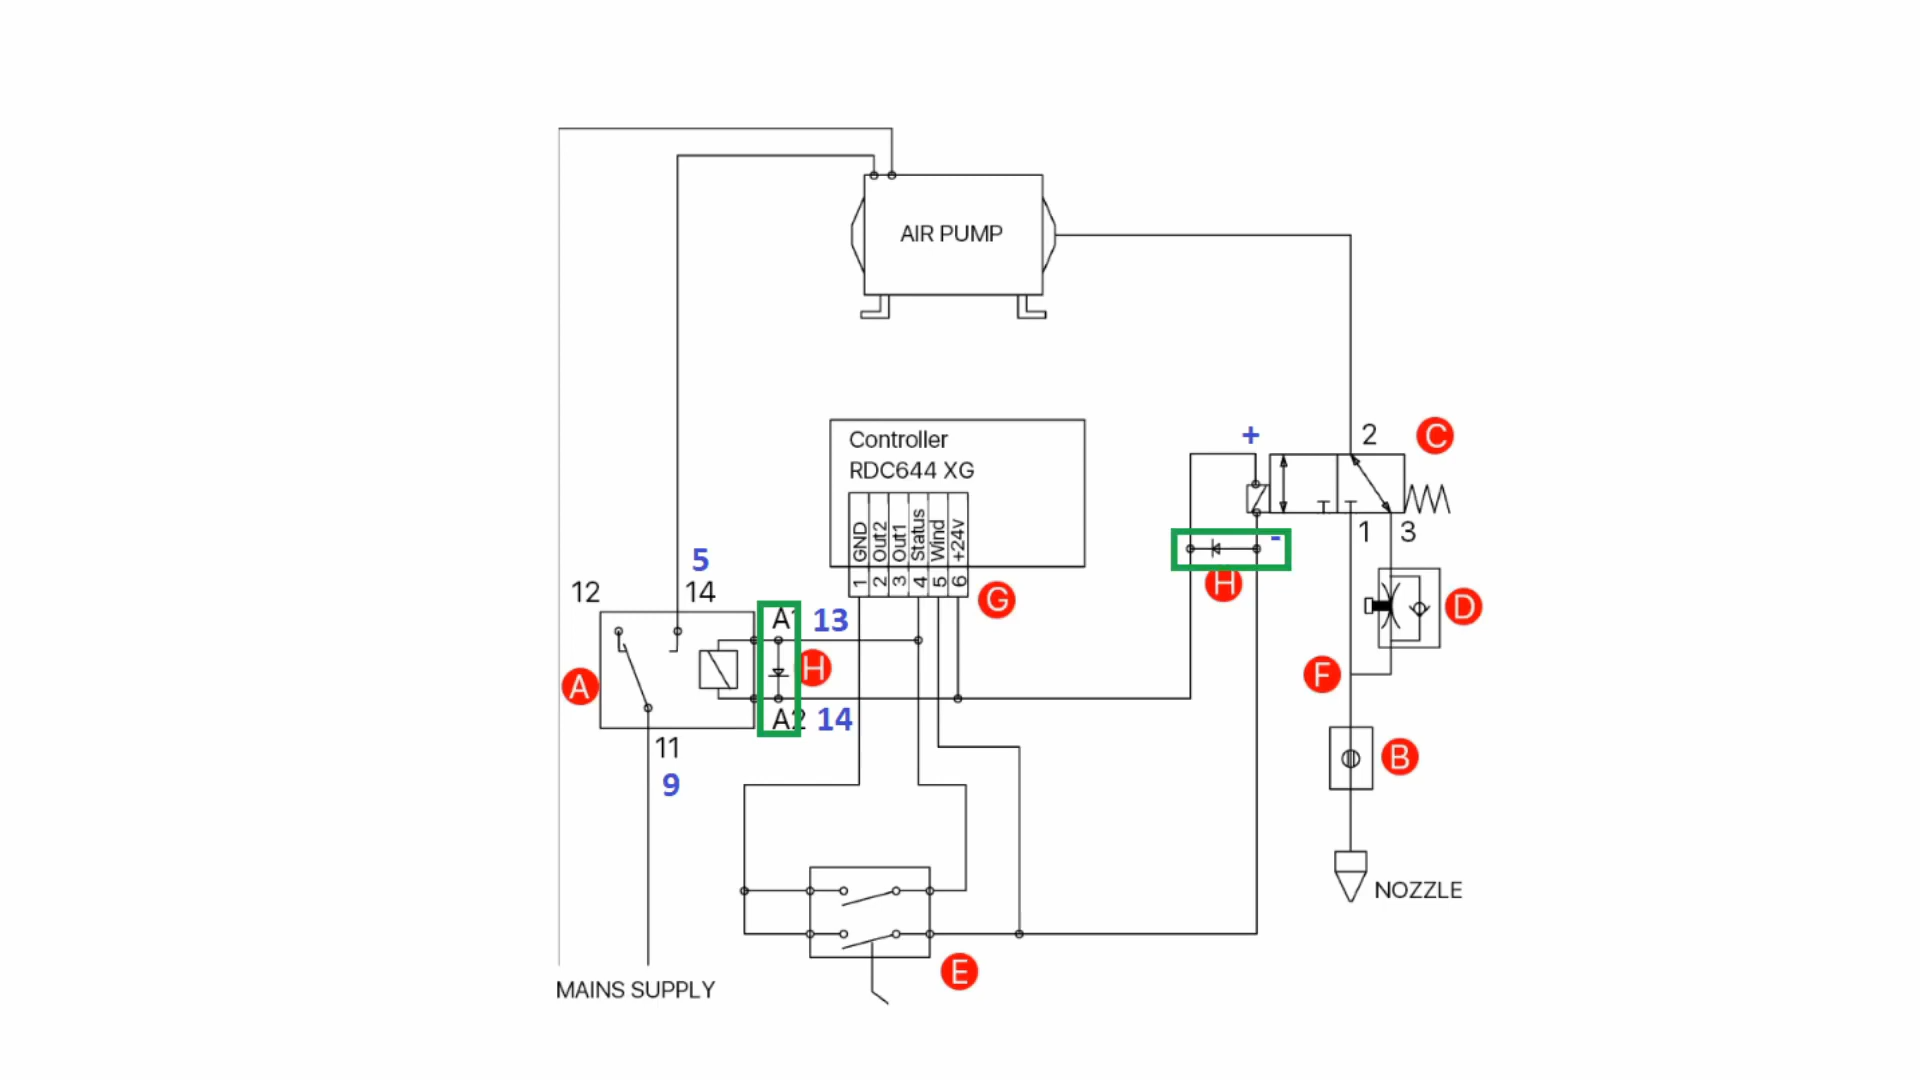 AIR PUMP
Controller
RDC644 XG
GND
Out2
Out1
Status
Wind
+24v
1 2 3 4 5 6
G
+
2
C
1
3
-
H
D
F
B
NOZZLE
5
12
14
A1
13
H
A
A2
14
11
9
E
MAINS SUPPLY